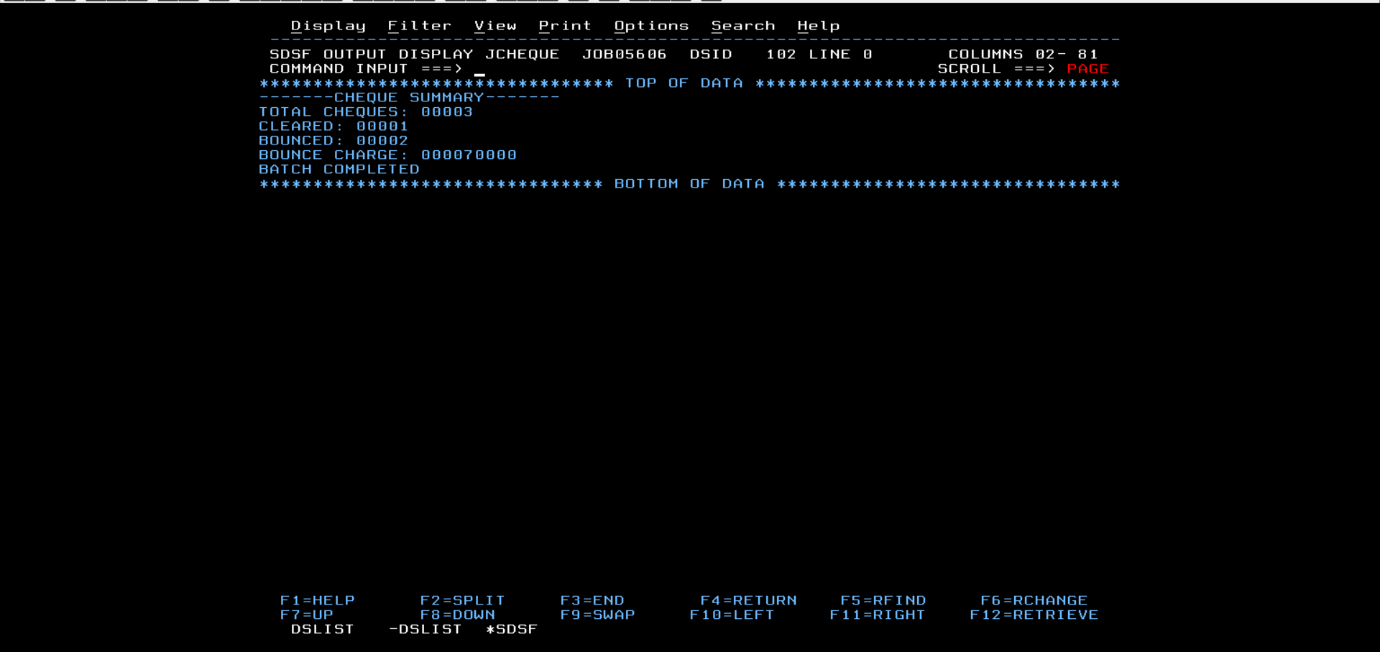 Display Filter View Print Options Search Help
-------------------------------------------------------------------------------
SDSF OUTPUT DISPLAY JCHEQUE JOB05606 DSID 102 LINE 0 COLUMNS 02- 81
COMMAND INPUT ===> _ SCROLL ===> PAGE
********************************* TOP OF DATA **********************************
-------CHEQUE SUMMARY-------
TOTAL CHEQUES: 00003
CLEARED: 00001
BOUNCED: 00002
BOUNCE CHARGE: 000070000
BATCH COMPLETED
******************************** BOTTOM OF DATA ********************************
F1=HELP F2=SPLIT F3=END F4=RETURN F5=RFIND F6=RCHANGE
F7=UP F8=DOWN F9=SWAP F10=LEFT F11=RIGHT F12=RETRIEVE
DSLIST -DSLIST *SDSF